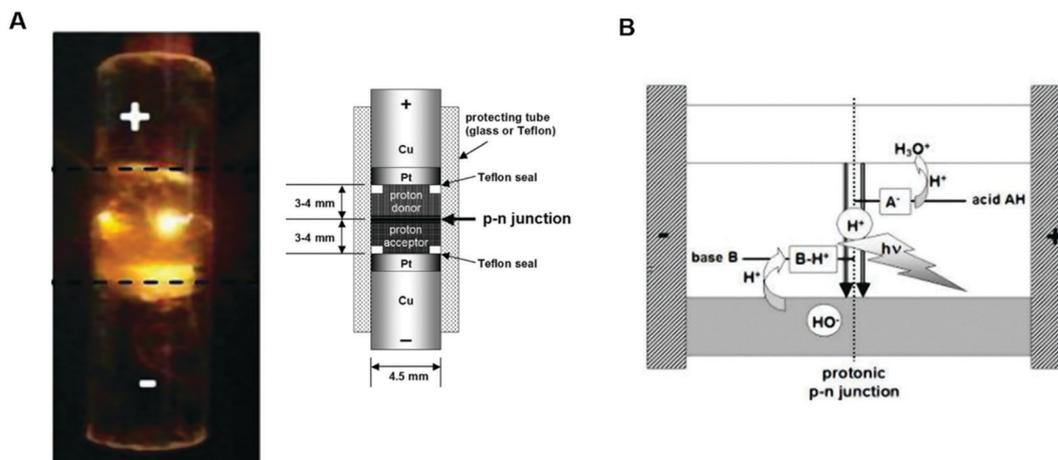 A
+
-
+
Cu
Pt
proton
donor
proton
acceptor
Pt
Cu
−
3-4 mm
3-4 mm
4.5 mm
protecting tube
(glass or Teflon)
Teflon seal
p-n junction
Teflon seal
B
-
+
H₃O⁺
H⁺
A⁻
acid AH
H⁺
hν
base B
B-H⁺
H⁺
HO⁻
protonic
p-n junction